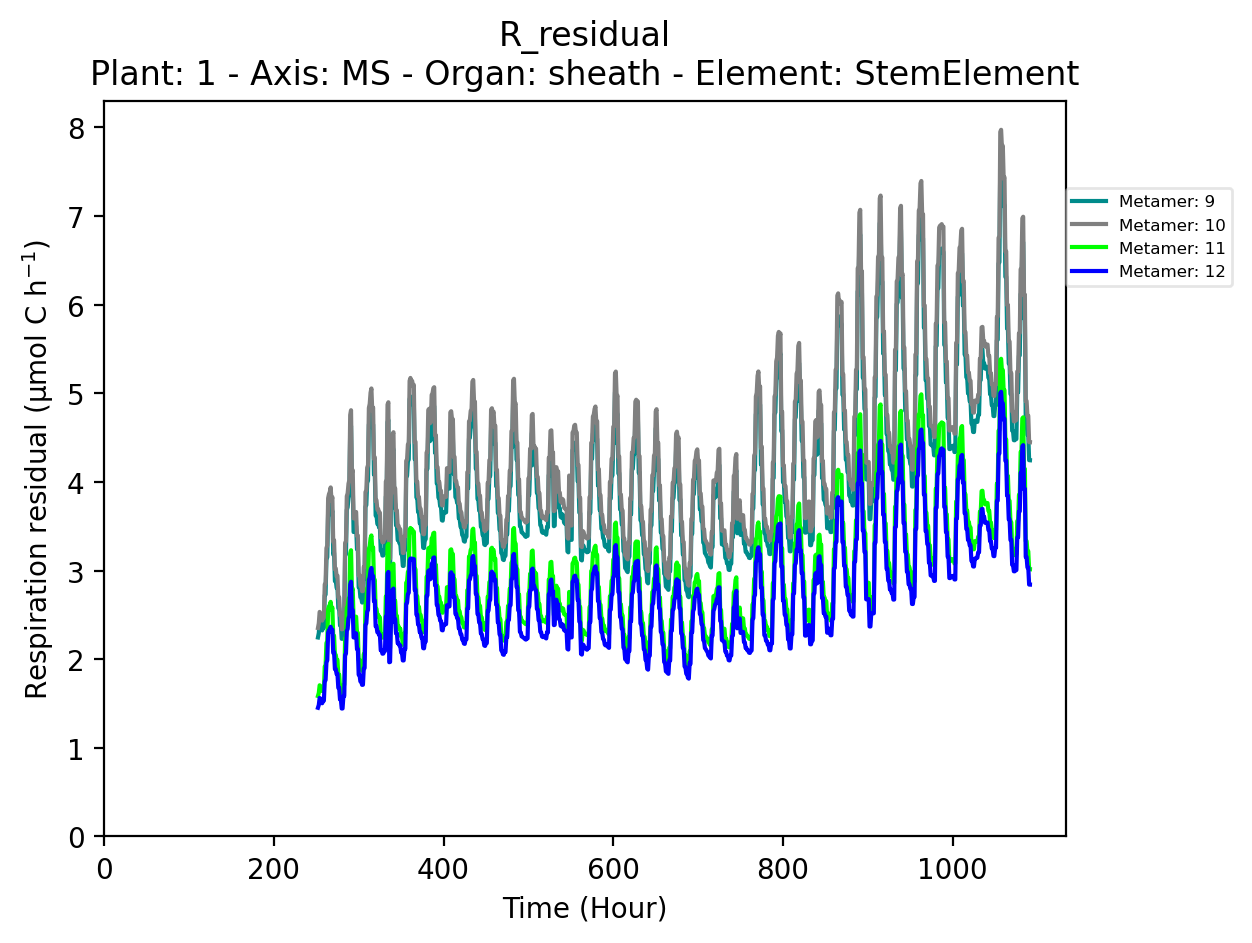 R_residual
Plant: 1 - Axis: MS - Organ: sheath - Element: StemElement
Respiration residual (µmol C h⁻¹)
8
7
6
5
4
3
2
1
0
0 200 400 600 800 1000
Time (Hour)
Metamer: 9
Metamer: 10
Metamer: 11
Metamer: 12